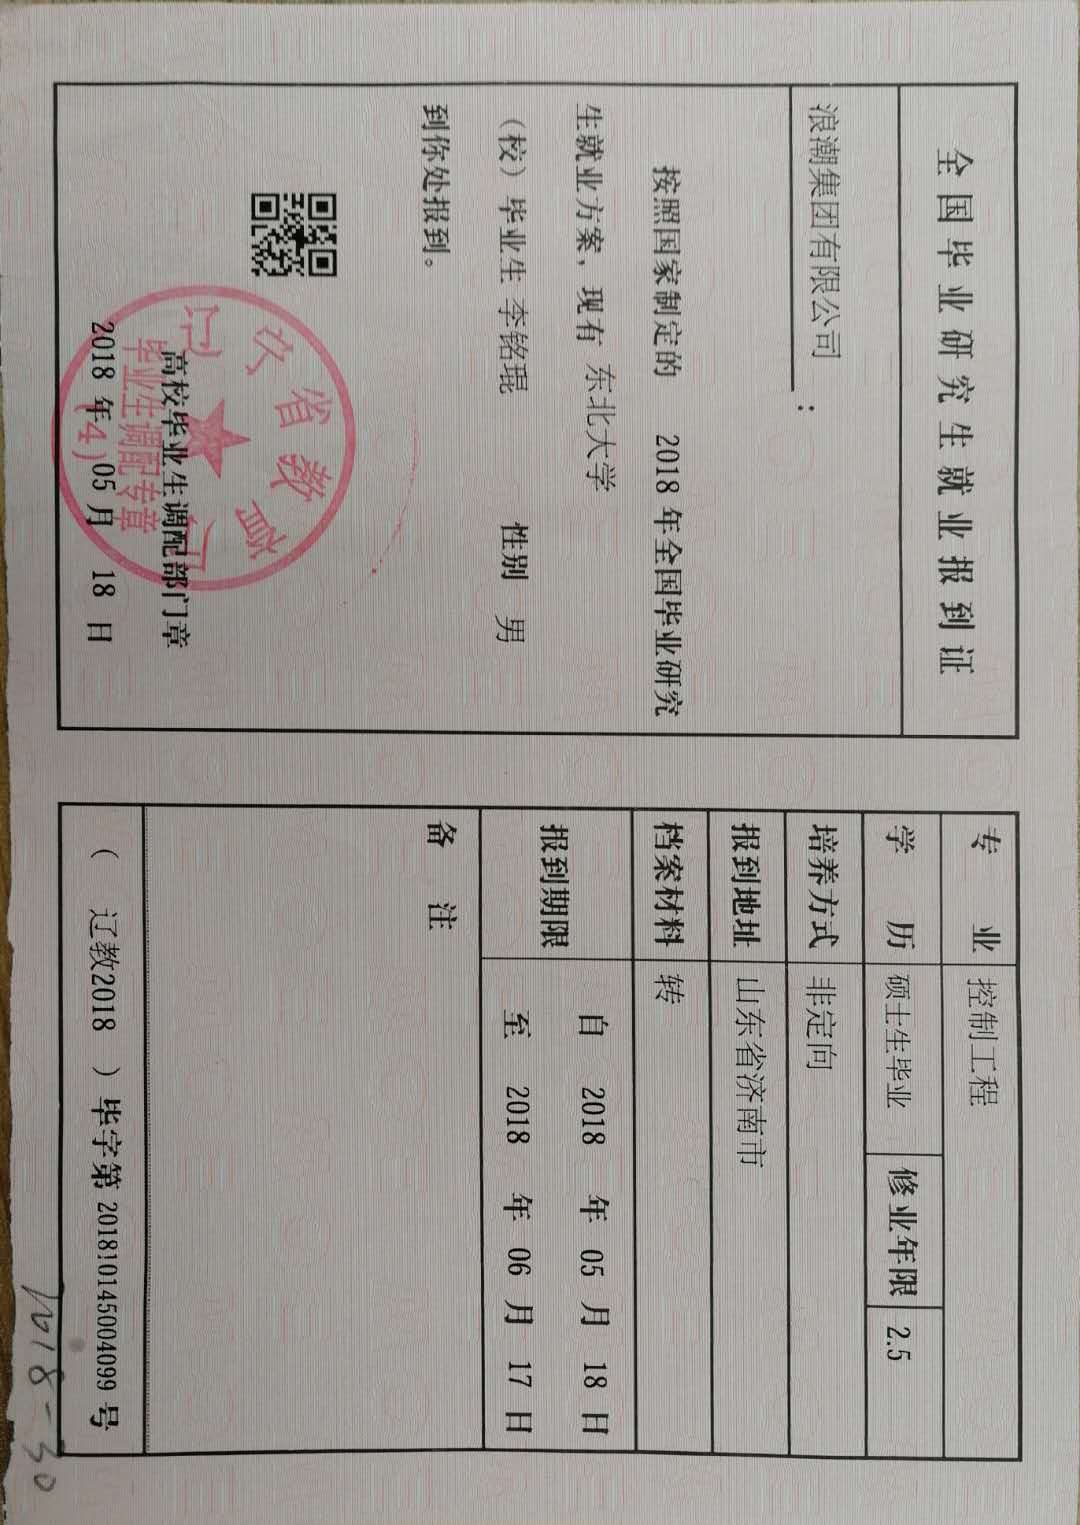 全国毕业研究生就业报到证
浪潮集团有限公司：
按照国家制定的 2018 年全国毕业研究
生就业方案，现有 东北大学
（校）毕业生 李铭琨 性别 男
到你处报到。
高校毕业生调配部门章
2018 年 05 月 18 日
辽宁省教育厅
毕业生调配专章
(4)
专业 控制工程
学历 硕士生毕业 修业年限 2.5
培养方式 非定向
报到地址 山东省济南市
档案材料 转
报到期限 自 2018 年 05 月 18 日
至 2018 年 06 月 17 日
备注
（ 辽教2018 ）毕字第 201810145004099 号